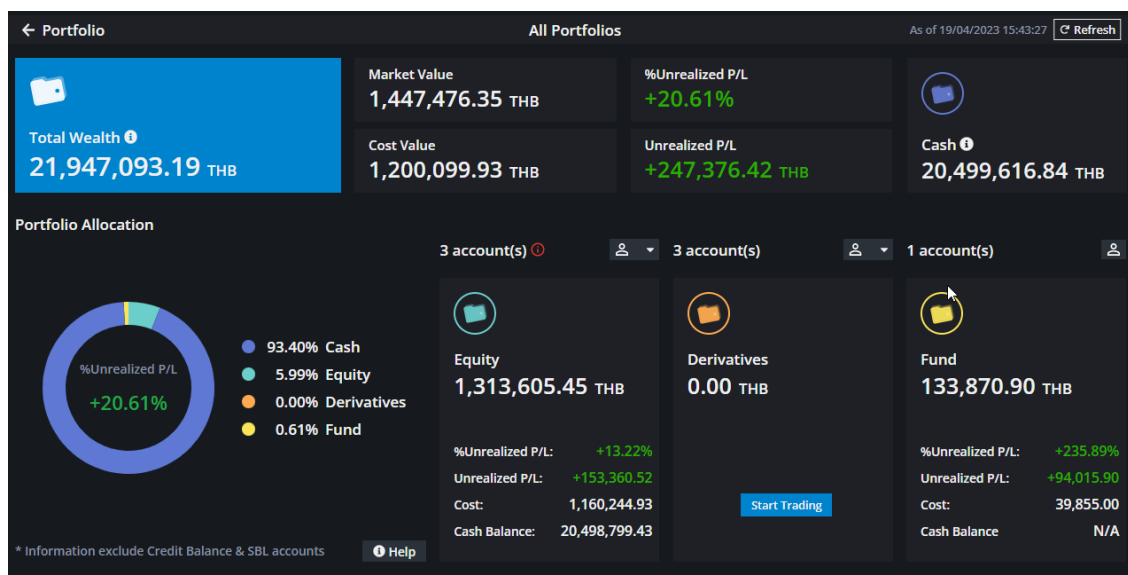 ← Portfolio
All Portfolios
As of 19/04/2023 15:43:27
Refresh
Total Wealth
21,947,093.19 THB
Market Value
1,447,476.35 THB
%Unrealized P/L
+20.61%
Cost Value
1,200,099.93 THB
Unrealized P/L
+247,376.42 THB
Cash
20,499,616.84 THB
Portfolio Allocation
%Unrealized P/L
+20.61%
93.40% Cash
5.99% Equity
0.00% Derivatives
0.61% Fund
* Information exclude Credit Balance & SBL accounts
Help
3 account(s)
Equity
1,313,605.45 THB
%Unrealized P/L: +13.22%
Unrealized P/L: +153,360.52
Cost: 1,160,244.93
Cash Balance: 20,498,799.43
3 account(s)
Derivatives
0.00 THB
Start Trading
1 account(s)
Fund
133,870.90 THB
%Unrealized P/L: +235.89%
Unrealized P/L: +94,015.90
Cost: 39,855.00
Cash Balance N/A